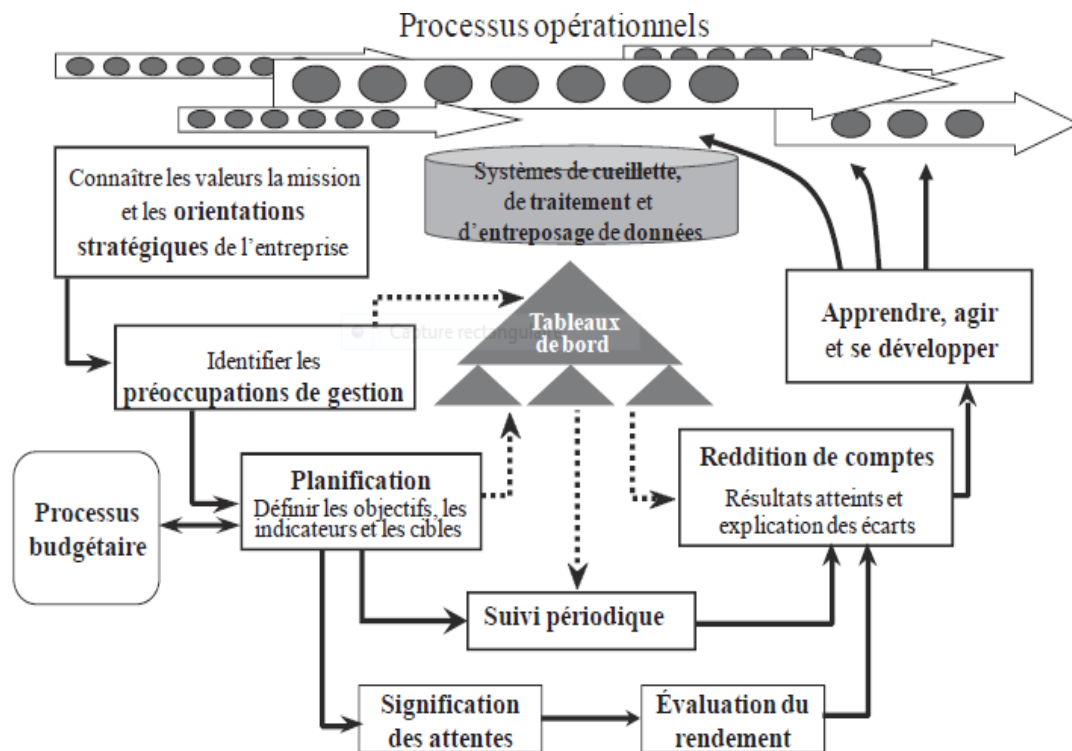 Processus opérationnels
Connaître les valeurs la mission
et les orientations
stratégiques de l'entreprise
Systèmes de cueillette,
de traitement et
d'entreposage de données
Tableaux
de bord
© Capture rectangulaire
Identifier les
préoccupations de gestion
Apprendre, agir
et se développer
Processus
budgétaire
Planification
Définir les objectifs, les
indicateurs et les cibles
Reddition de comptes
Résultats atteints et
explication des écarts
Suivi périodique
Signification
des attentes
Évaluation du
rendement